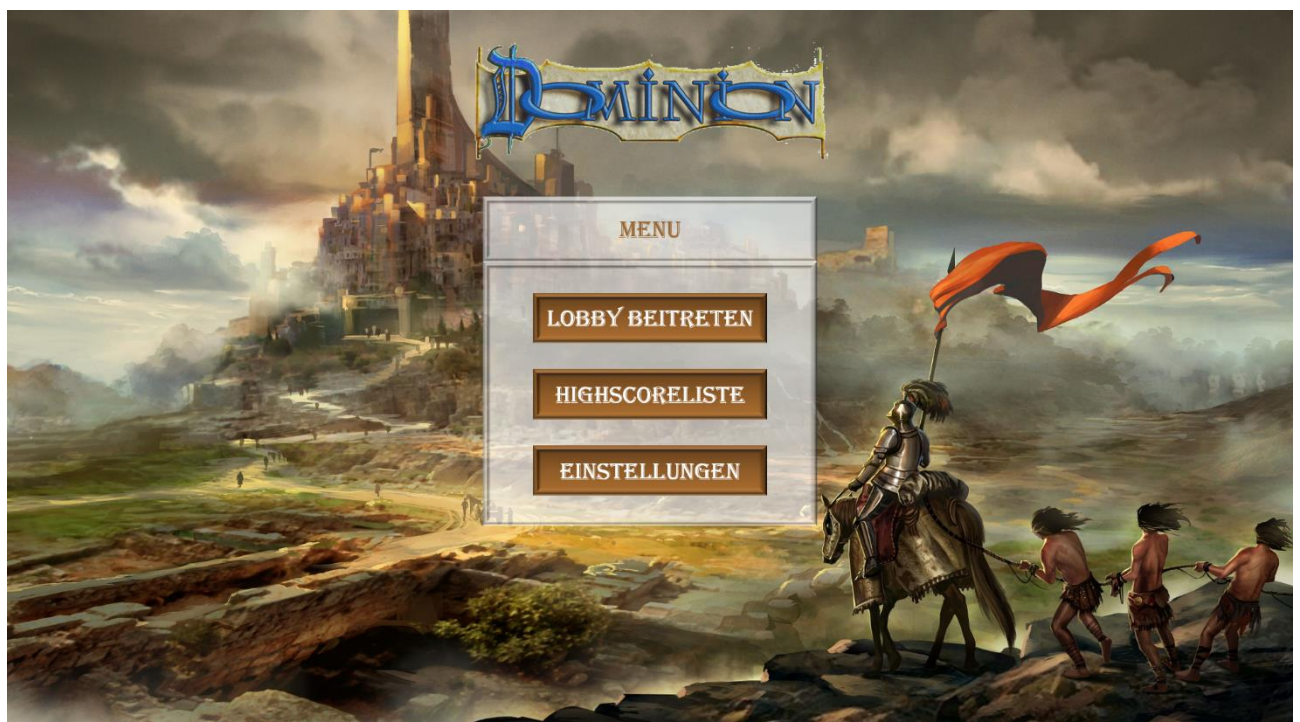 DOMINION
MENU
LOBBY BEITRETEN
HIGHSCORELISTE
EINSTELLUNGEN